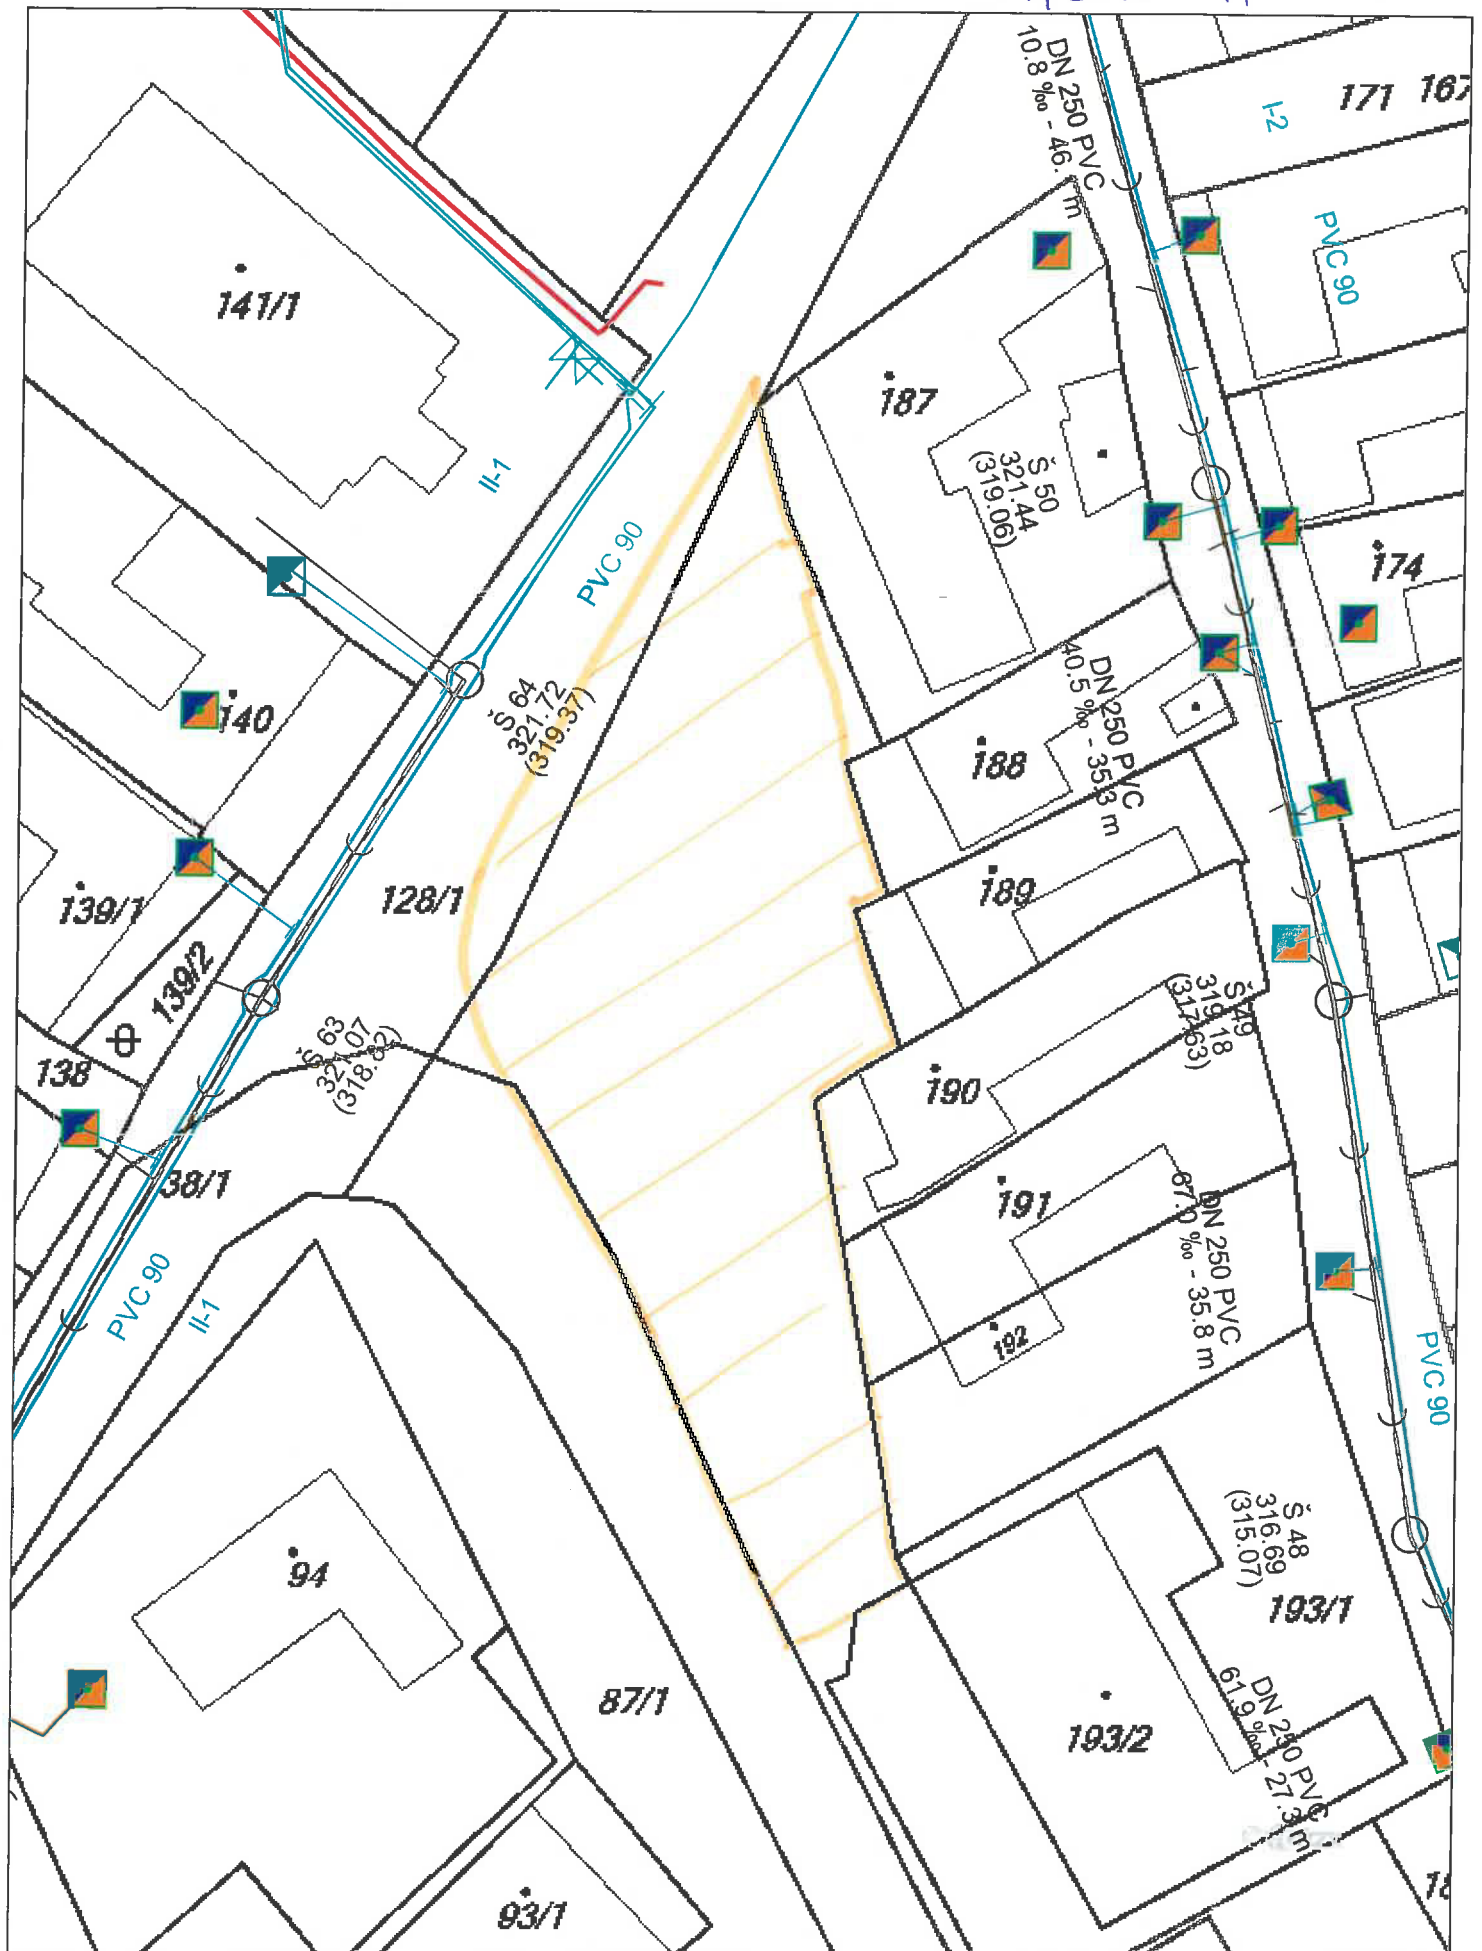 DN 250 PVC
171
167
I-2
PVC 90
141/1
187
II-1
Š 50
321.44
(319.06)
PVC 90
174
DN 250 PVC
40.5 ‰ - 35.3 m
Š 64
321.72
(319.37)
140
188
128/1
139/1
189
139/2
Š 63
321.07
(318.82)
Š 49
319.18
(317.63)
138
190
38/1
191
DN 250 PVC
67.0 ‰ - 35.8 m
PVC 90
II-1
192
PVC 90
Š 48
316.69
(315.07)
94
193/1
87/1
193/2
DN 250 PVC
61.9 ‰ - 27.3 m
93/1